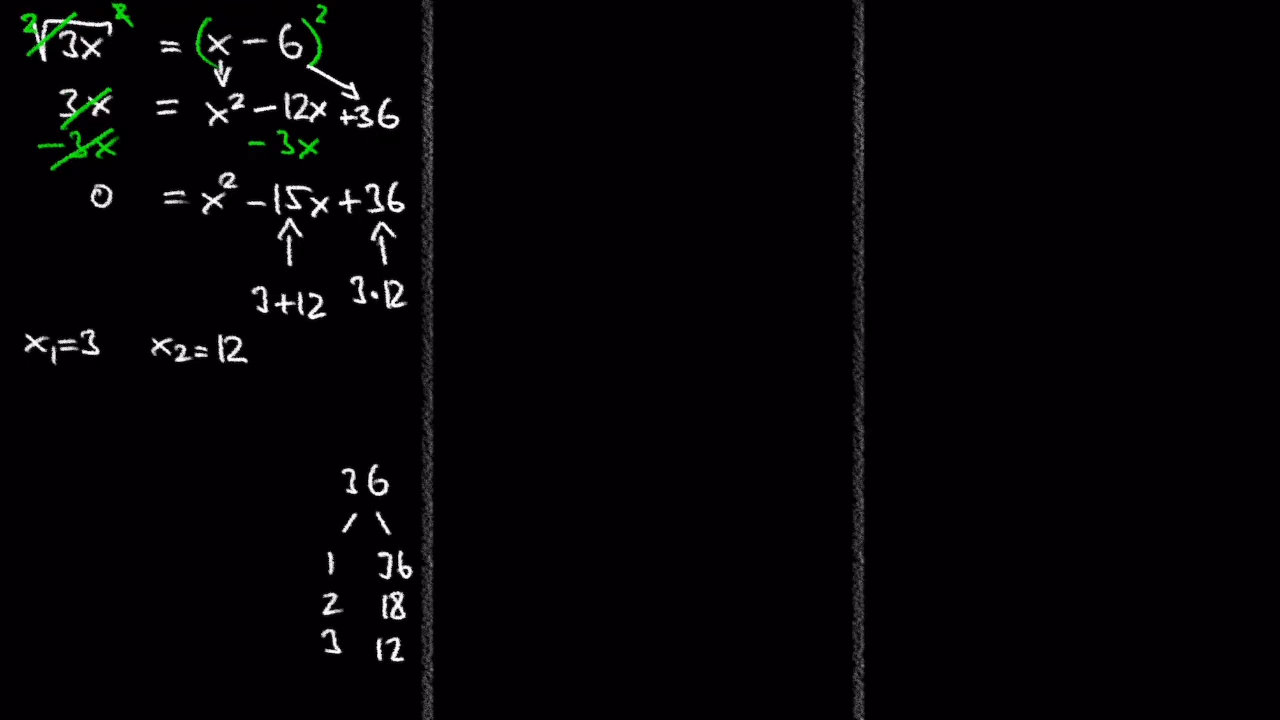 ²√3x² = (x - 6)²
3x = x² - 12x + 36
- 3x - 3x
0 = x² - 15x + 36
3+12 3·12
x₁=3 x₂=12
36
1 36
2 18
3 12